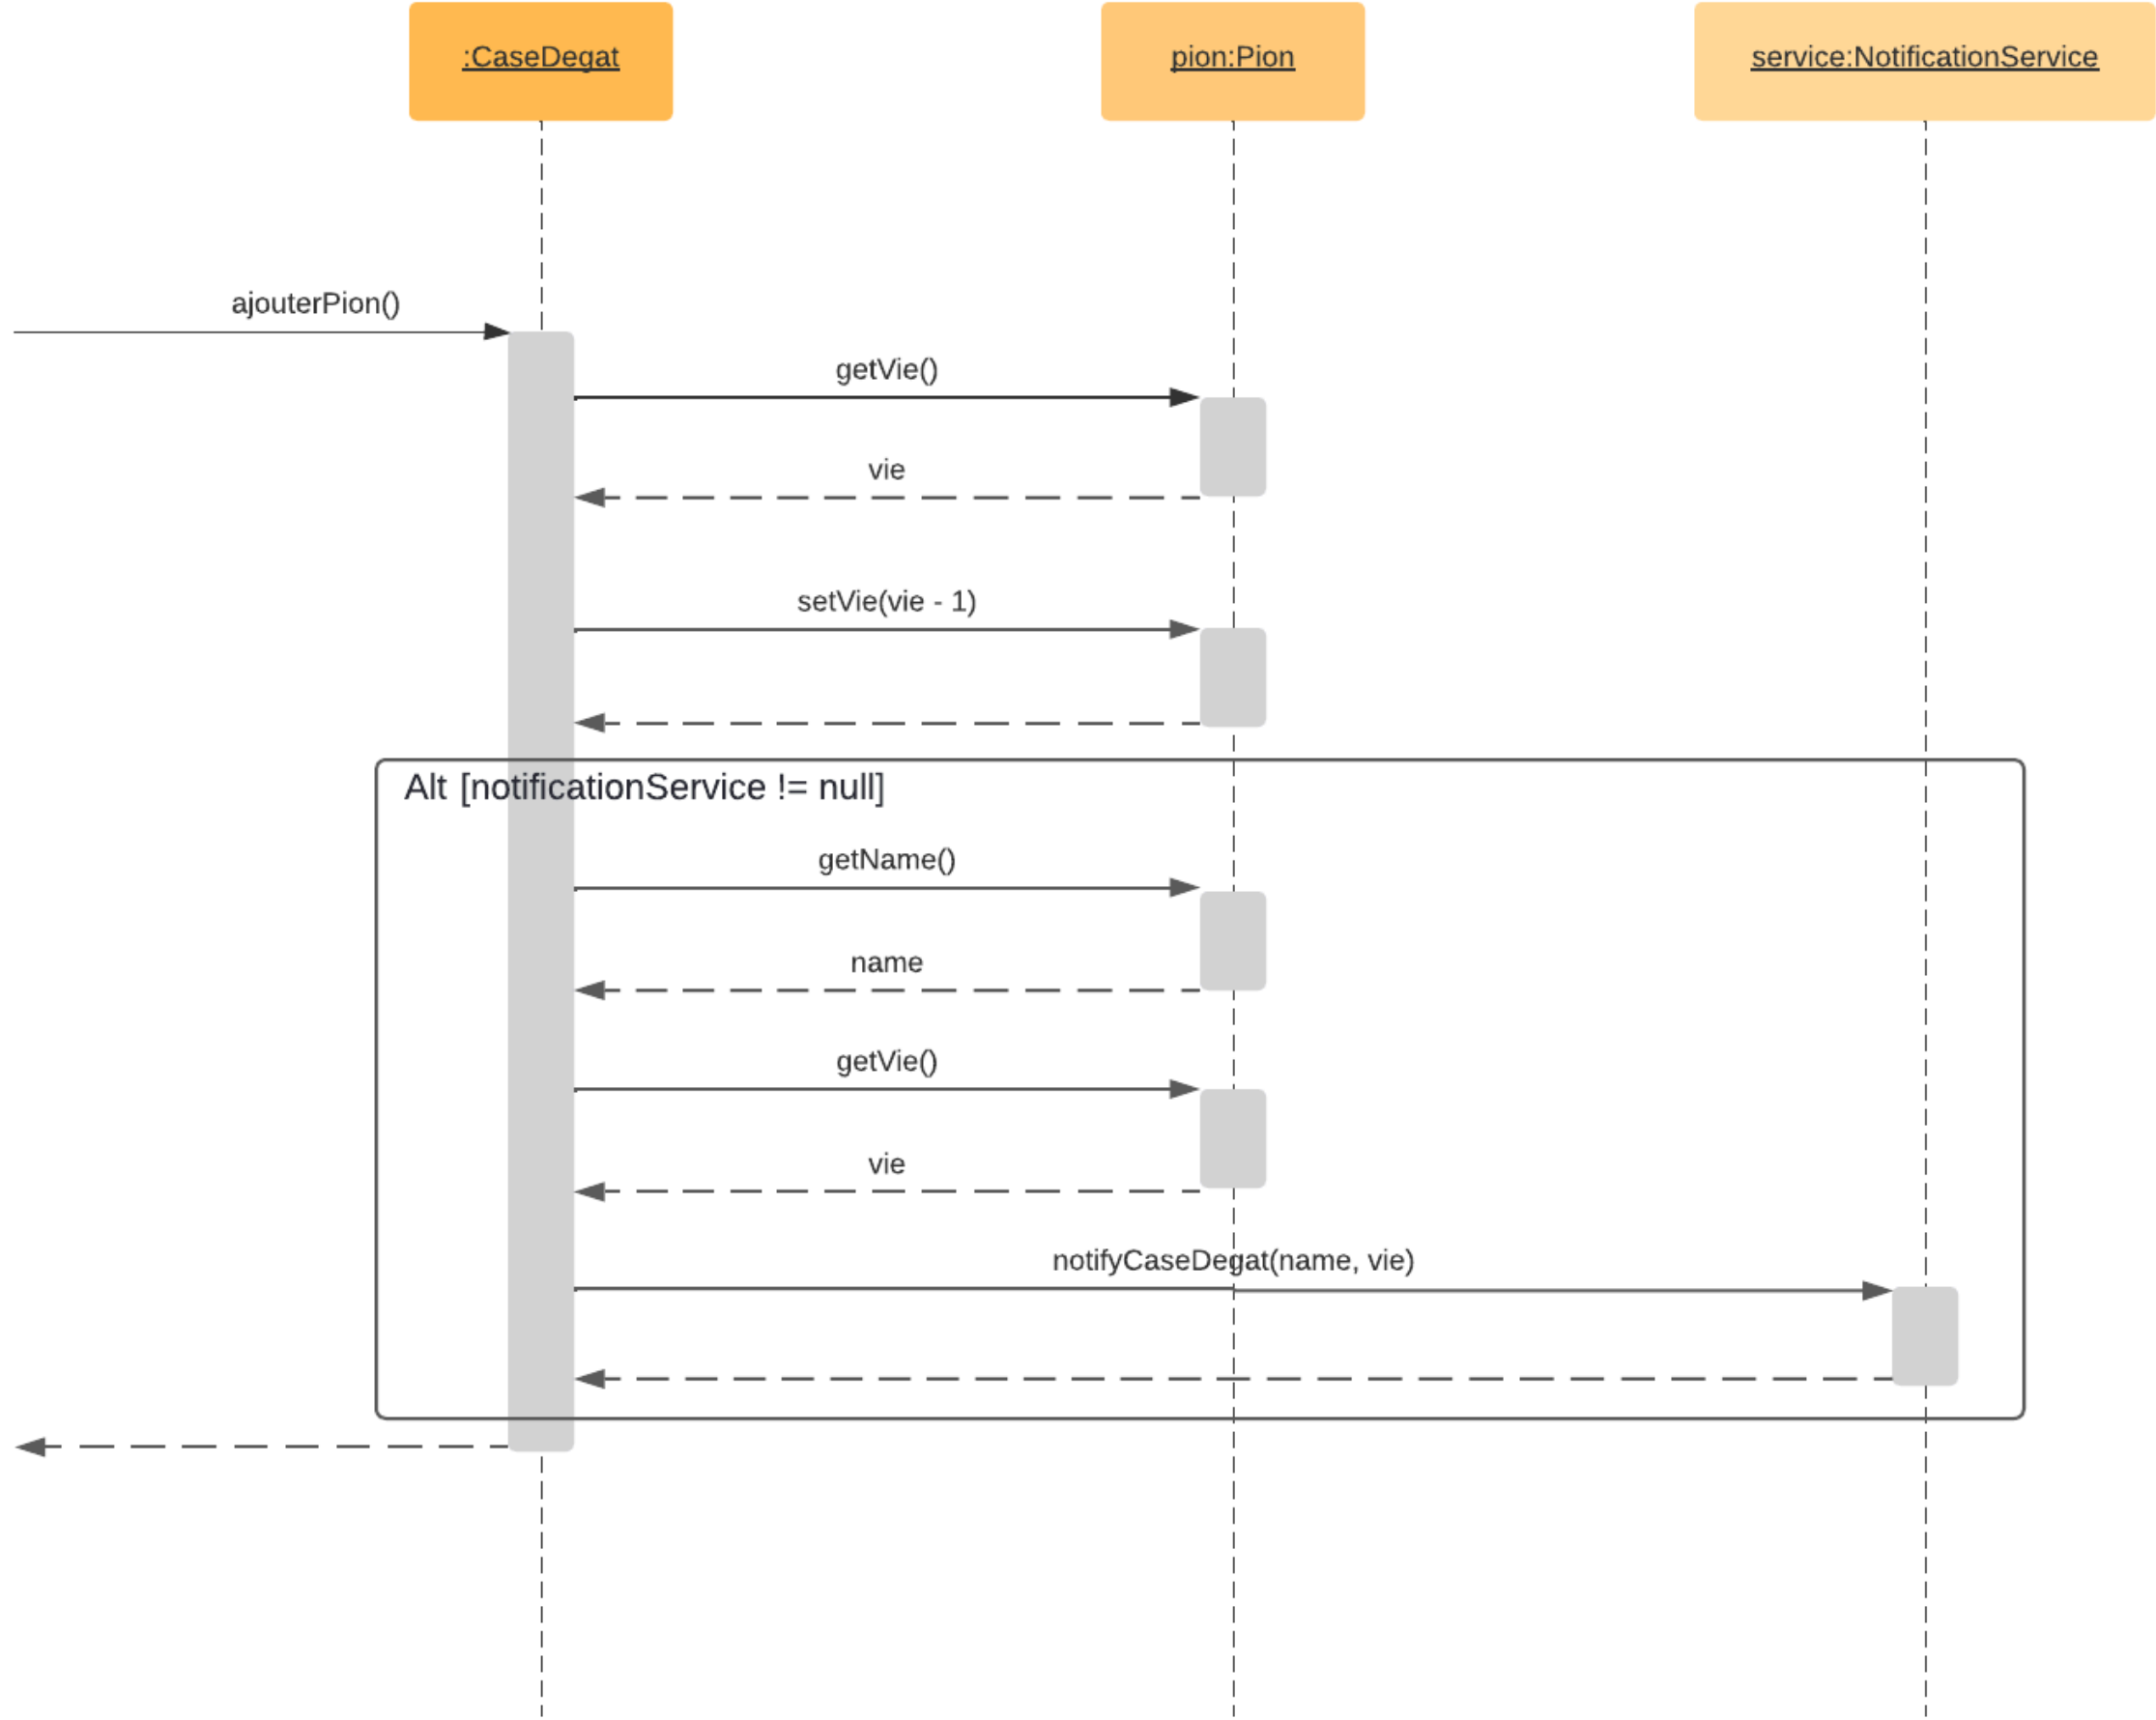 :CaseDegat
pion:Pion
service:NotificationService
ajouterPion()
getVie()
vie
setVie(vie - 1)
Alt [notificationService != null]
getName()
name
getVie()
vie
notifyCaseDegat(name, vie)